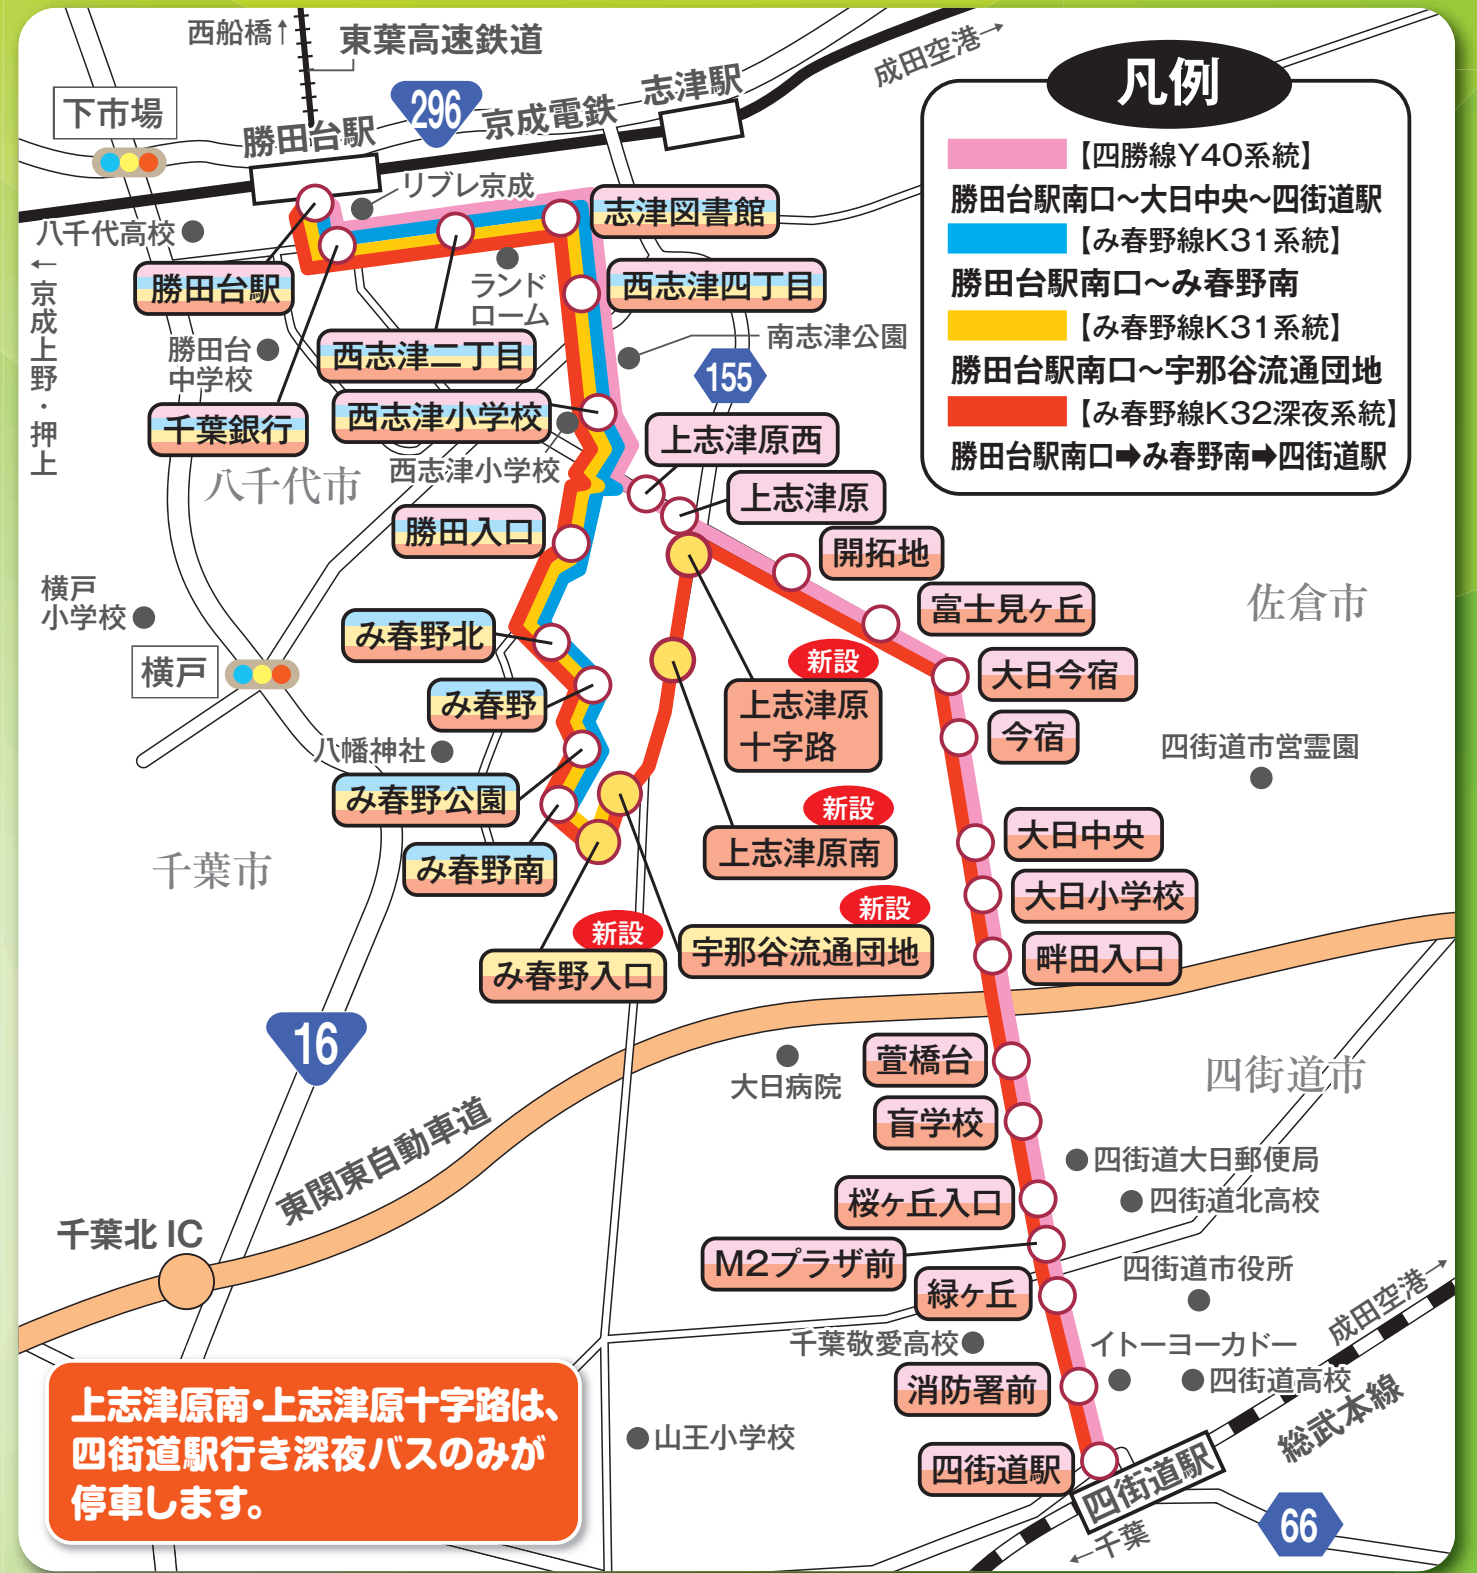 西船橋↑
東葉高速鉄道
成田空港→
凡例
【四勝線Y40系統】
勝田台駅南口〜大日中央〜四街道駅
【み春野線K31系統】
勝田台駅南口〜み春野南
【み春野線K31系統】
勝田台駅南口〜宇那谷流通団地
【み春野線K32深夜系統】
勝田台駅南口➡み春野南➡四街道駅
下市場
296
志津駅
京成電鉄
勝田台駅
リブレ京成
志津図書館
八千代高校
←京成上野・押上
勝田台駅
ランド
ローム
西志津四丁目
勝田台
中学校
西志津二丁目
南志津公園
155
千葉銀行
西志津小学校
上志津原西
西志津小学校
八千代市
上志津原
勝田入口
開拓地
横戸
小学校
富士見ヶ丘
佐倉市
み春野北
横戸
新設
上志津原
十字路
大日今宿
み春野
今宿
四街道市営霊園
八幡神社
み春野公園
新設
上志津原南
大日中央
千葉市
み春野南
大日小学校
新設
宇那谷流通団地
新設
み春野入口
畔田入口
16
萱橋台
大日病院
四街道市
盲学校
東関東自動車道
四街道大日郵便局
桜ヶ丘入口
四街道北高校
千葉北 IC
M2プラザ前
四街道市役所
緑ヶ丘
成田空港→
千葉敬愛高校
イトーヨーカドー
消防署前
四街道高校
総武本線
上志津原南・上志津原十字路は、
四街道駅行き深夜バスのみが
停車します。
山王小学校
四街道駅
四街道駅
66
←千葉